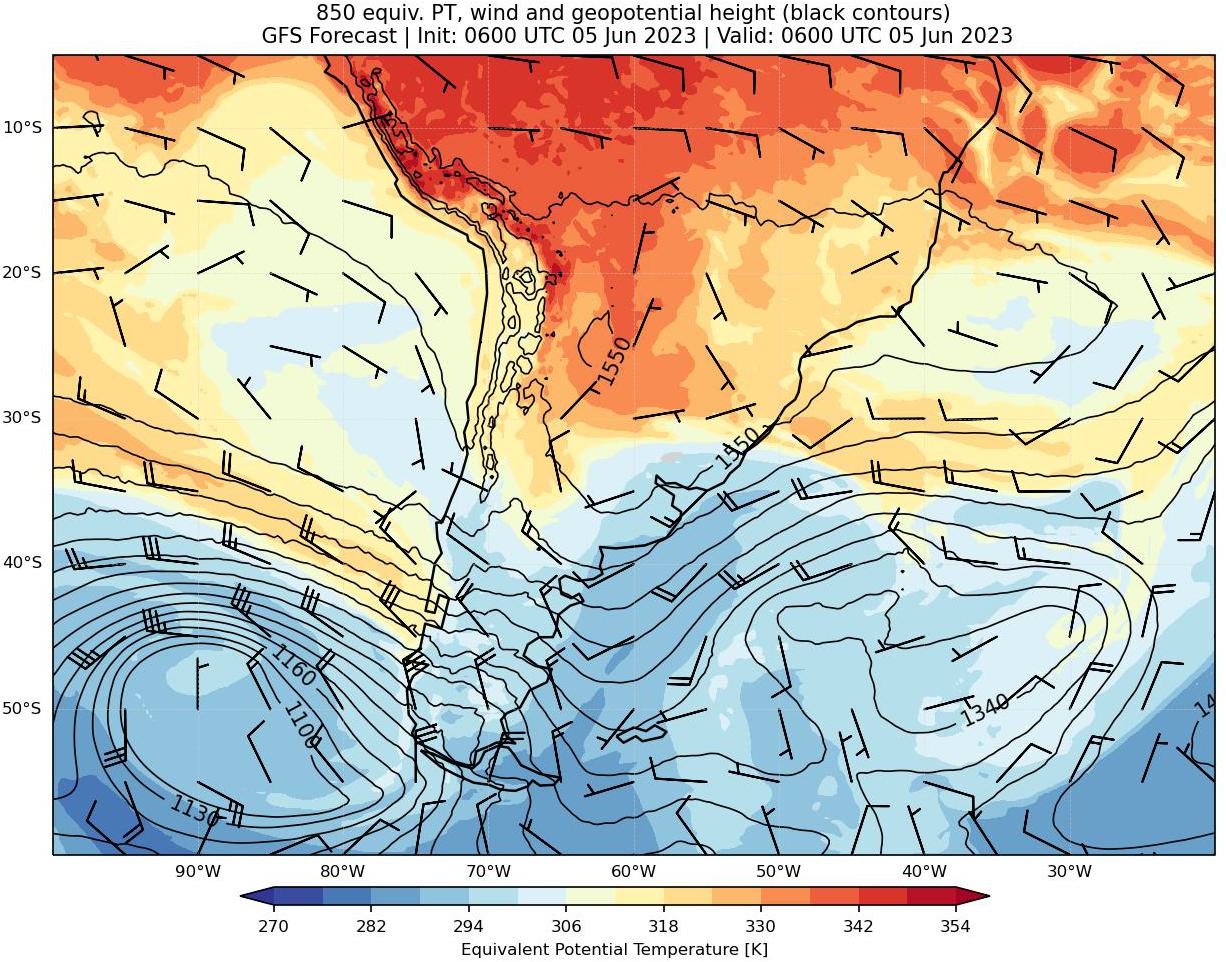 850 equiv. PT, wind and geopotential height (black contours)
GFS Forecast | Init: 0600 UTC 05 Jun 2023 | Valid: 0600 UTC 05 Jun 2023
10°S
20°S
1550
30°S
1550
40°S
1160
50°S
1100
1340
14
1130
90°W 80°W 70°W 60°W 50°W 40°W 30°W
270 282 294 306 318 330 342 354
Equivalent Potential Temperature [K]